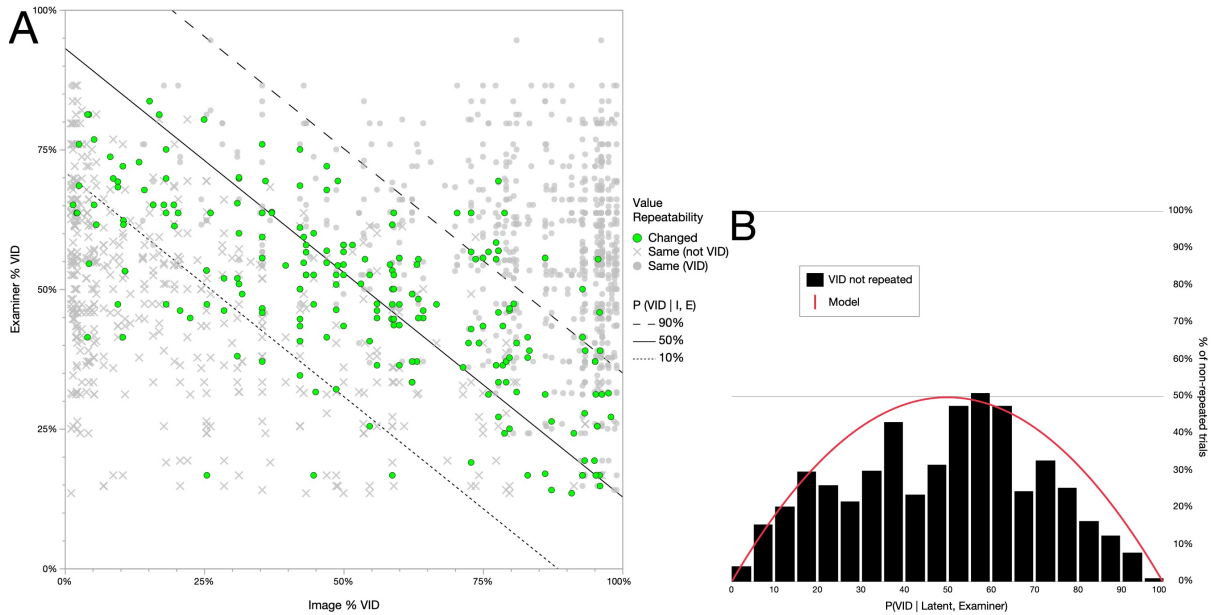 A
100%
75%
50%
25%
0%
Examiner % VID
0%
25%
50%
75%
100%
Image % VID
Value
Repeatability
Changed
Same (not VID)
Same (VID)
P (VID | I, E)
90%
50%
10%
B
VID not repeated
Model
100%
90%
80%
70%
60%
50%
40%
30%
20%
10%
0%
% of non-repeated trials
0 10 20 30 40 50 60 70 80 90 100
P(VID | Latent, Examiner)